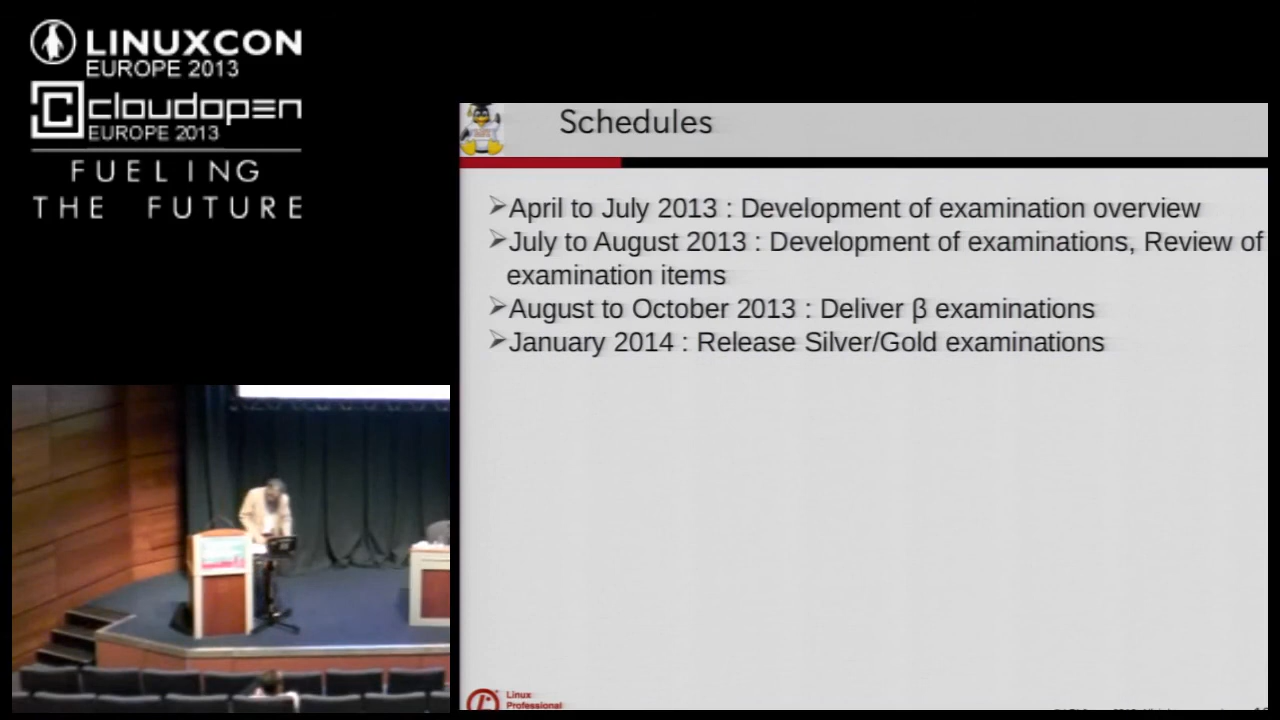 LINUXCON
EUROPE 2013
cloudopen
EUROPE 2013
FUELING
THE FUTURE
Schedules
➢April to July 2013 : Development of examination overview
➢July to August 2013 : Development of examinations, Review of
examination items
➢August to October 2013 : Deliver β examinations
➢January 2014 : Release Silver/Gold examinations
Linux
Professional